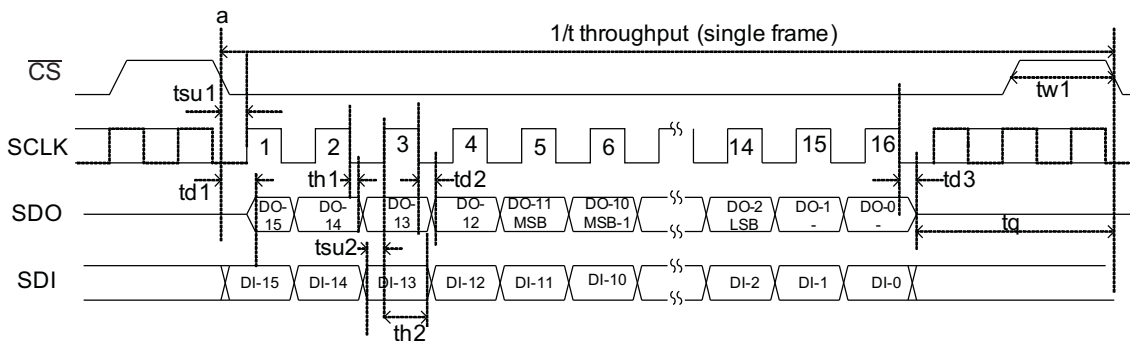 a
1/t throughput (single frame)
CS
tsu1
tw1
SCLK
1 2 3 4 5 6 14 15 16
td1
th1
td2
td3
SDO
DO-15
DO-14
DO-13
DO-12
DO-11 MSB
DO-10 MSB-1
DO-2 LSB
DO-1 -
DO-0 -
tsu2
tq
SDI
DI-15 DI-14 DI-13 DI-12 DI-11 DI-10 DI-2 DI-1 DI-0
th2